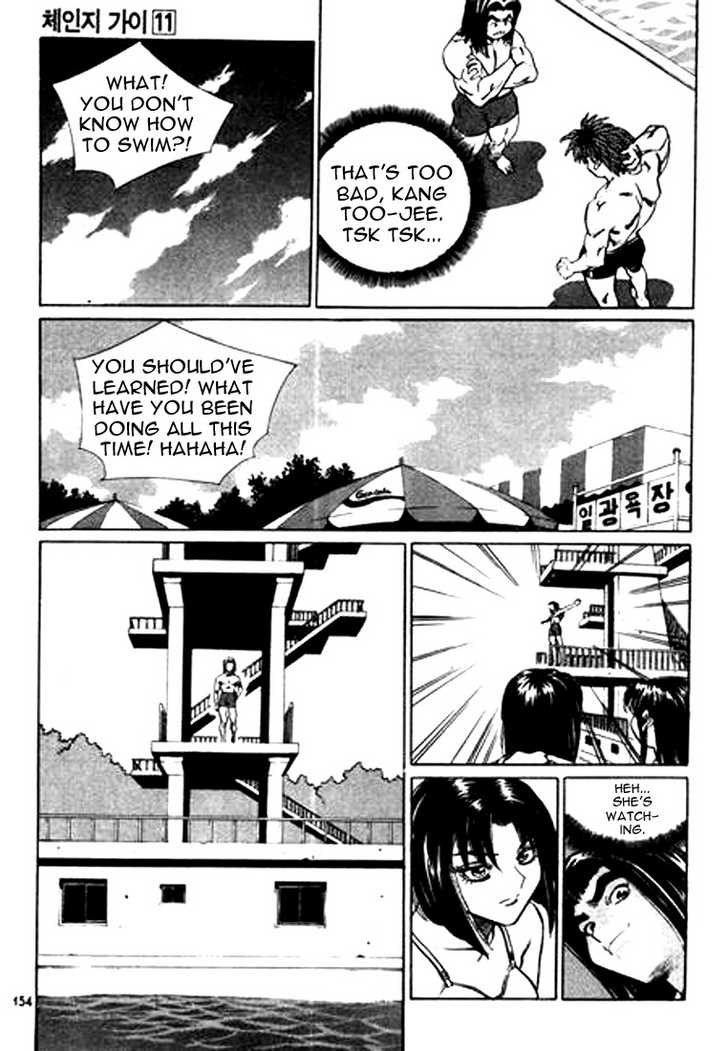 체인지 가이 11
WHAT!
YOU DON'T
KNOW HOW
TO SWIM?!
THAT'S TOO
BAD, KANG
TOO-JEE.
TSK TSK...
YOU SHOULD'VE
LEARNED! WHAT
HAVE YOU BEEN
DOING ALL THIS
TIME! HAHAHA!
일광욕장
HEH...
SHE'S
WATCH-
ING.
154